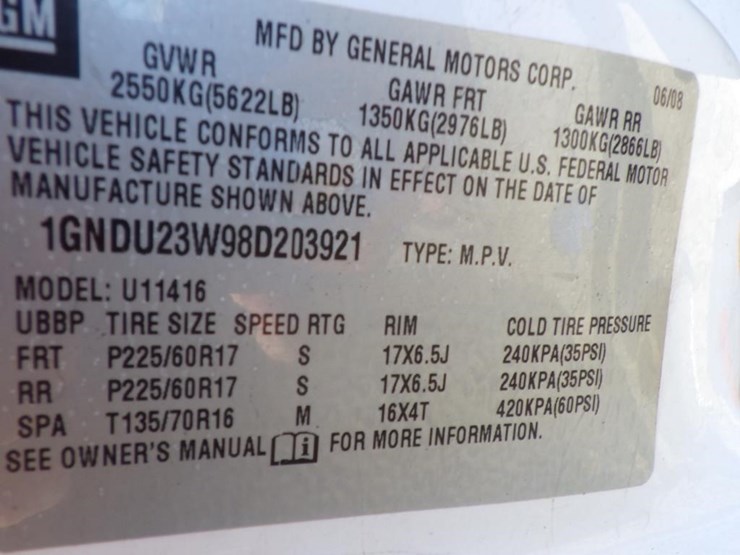 GM
MFD BY GENERAL MOTORS CORP.
06/08
GVWR GAWR FRT GAWR RR
2550KG(5622LB) 1350KG(2976LB) 1300KG(2866LB)
THIS VEHICLE CONFORMS TO ALL APPLICABLE U.S. FEDERAL MOTOR
VEHICLE SAFETY STANDARDS IN EFFECT ON THE DATE OF
MANUFACTURE SHOWN ABOVE.
1GNDU23W98D203921 TYPE: M.P.V.
MODEL: U11416
UBBP TIRE SIZE SPEED RTG RIM COLD TIRE PRESSURE
FRT P225/60R17 S 17X6.5J 240KPA(35PSI)
RR P225/60R17 S 17X6.5J 240KPA(35PSI)
SPA T135/70R16 M 16X4T 420KPA(60PSI)
SEE OWNER'S MANUAL i FOR MORE INFORMATION.